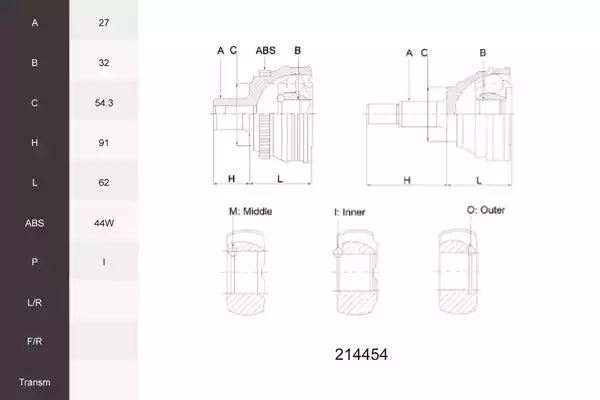 A 27
B 32
C 54.3
H 91
L 62
ABS 44W
P I
L/R
F/R
Transm
A C ABS B
A C B
H L
H L
M: Middle
I: Inner
O: Outer
214454